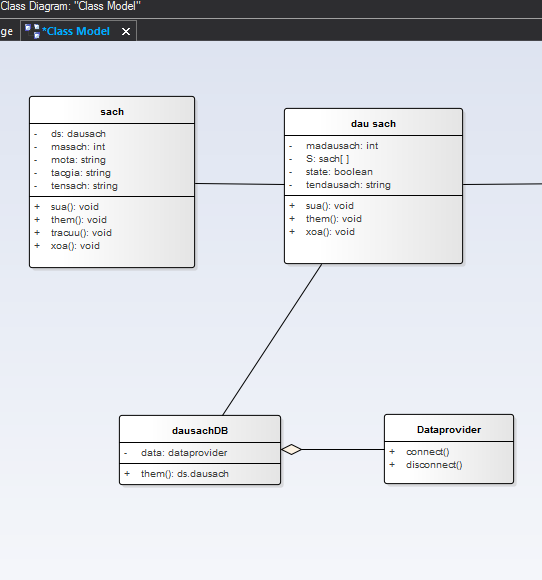 Class Diagram: "Class Model"
ge
*Class Model ×
sach
- ds: dausach
- masach: int
- mota: string
- tacgia: string
- tensach: string
+ sua(): void
+ them(): void
+ tracuu(): void
+ xoa(): void
dau sach
- madausach: int
- S: sach[ ]
- state: boolean
- tendausach: string
+ sua(): void
+ them(): void
+ xoa(): void
dausachDB
- data: dataprovider
+ them(): ds.dausach
Dataprovider
+ connect()
+ disconnect()